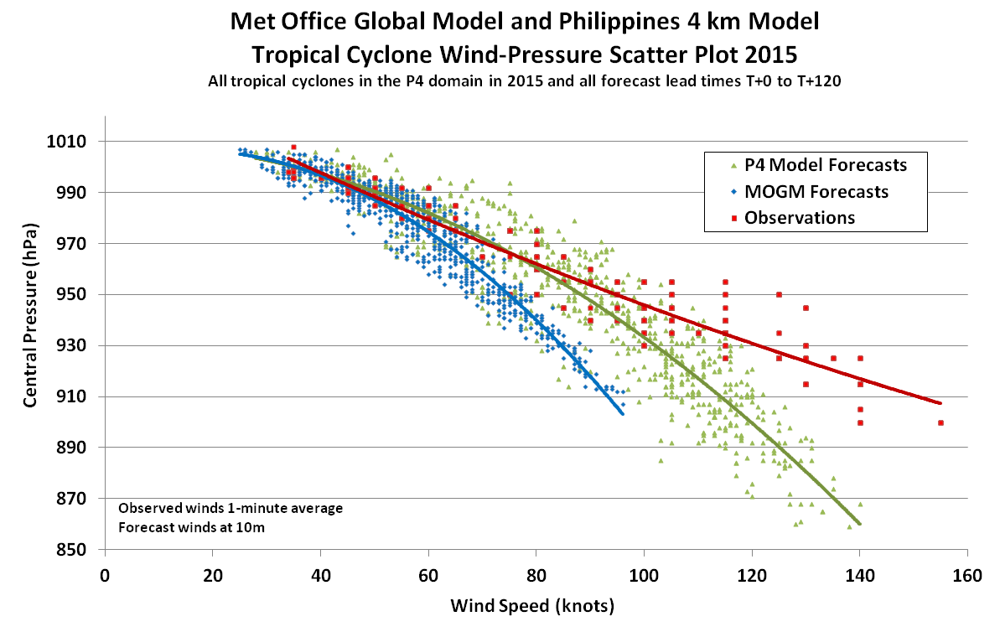 Met Office Global Model and Philippines 4 km Model
Tropical Cyclone Wind-Pressure Scatter Plot 2015
All tropical cyclones in the P4 domain in 2015 and all forecast lead times T+0 to T+120
1010
990
970
950
930
910
890
870
850
Central Pressure (hPa)
P4 Model Forecasts
MOGM Forecasts
Observations
Observed winds 1-minute average
Forecast winds at 10m
0 20 40 60 80 100 120 140 160
Wind Speed (knots)